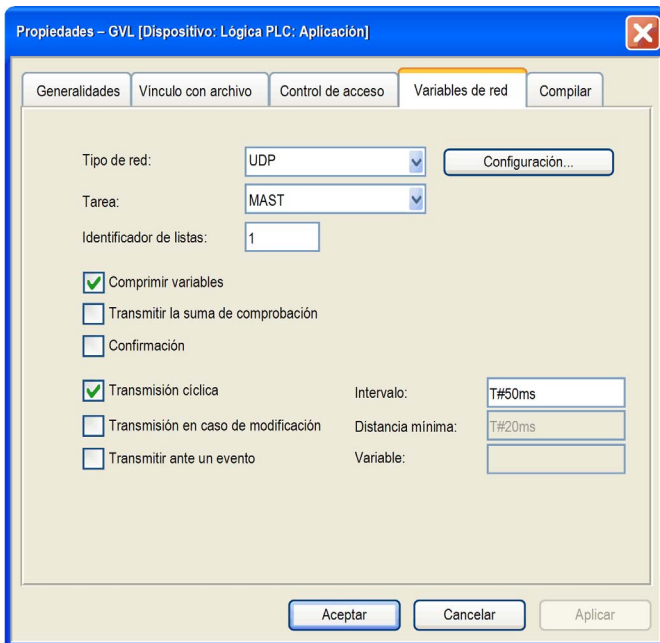 Propiedades – GVL [Dispositivo: Lógica PLC: Aplicación]
Generalidades Vínculo con archivo Control de acceso Variables de red Compilar
Tipo de red: UDP Configuración...
Tarea: MAST
Identificador de listas: 1
Comprimir variables
Transmitir la suma de comprobación
Confirmación
Transmisión cíclica Intervalo: T#50ms
Transmisión en caso de modificación Distancia mínima: T#20ms
Transmitir ante un evento Variable:
Aceptar Cancelar Aplicar